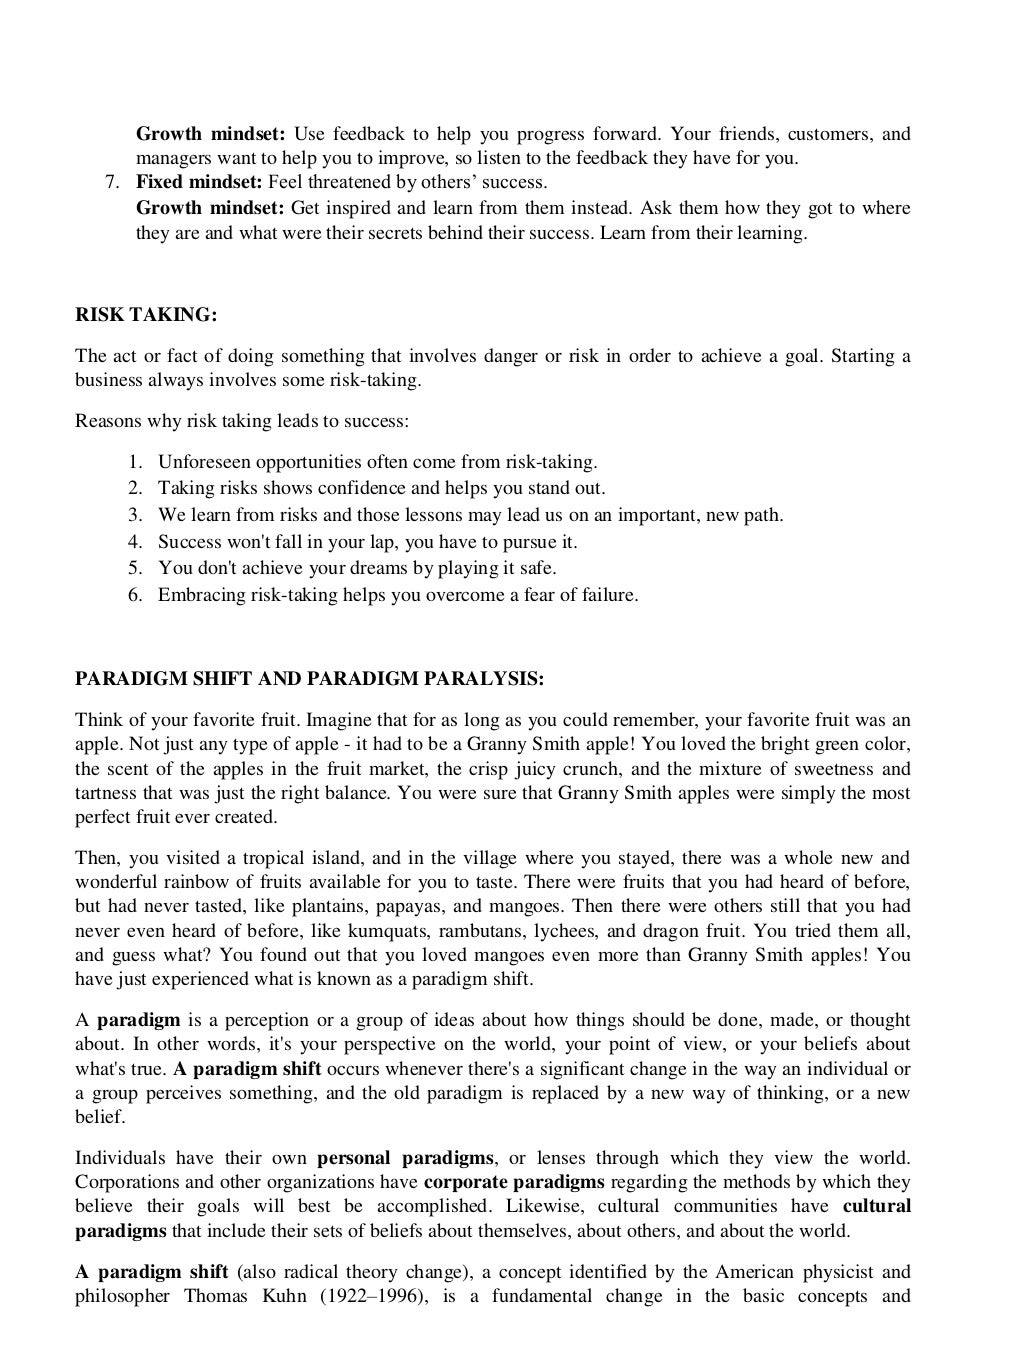 Growth mindset: Use feedback to help you progress forward. Your friends, customers, and
managers want to help you to improve, so listen to the feedback they have for you.
7. Fixed mindset: Feel threatened by others’ success.
Growth mindset: Get inspired and learn from them instead. Ask them how they got to where
they are and what were their secrets behind their success. Learn from their learning.
RISK TAKING:
The act or fact of doing something that involves danger or risk in order to achieve a goal. Starting a
business always involves some risk-taking.
Reasons why risk taking leads to success:
1. Unforeseen opportunities often come from risk-taking.
2. Taking risks shows confidence and helps you stand out.
3. We learn from risks and those lessons may lead us on an important, new path.
4. Success won't fall in your lap, you have to pursue it.
5. You don't achieve your dreams by playing it safe.
6. Embracing risk-taking helps you overcome a fear of failure.
PARADIGM SHIFT AND PARADIGM PARALYSIS:
Think of your favorite fruit. Imagine that for as long as you could remember, your favorite fruit was an
apple. Not just any type of apple - it had to be a Granny Smith apple! You loved the bright green color,
the scent of the apples in the fruit market, the crisp juicy crunch, and the mixture of sweetness and
tartness that was just the right balance. You were sure that Granny Smith apples were simply the most
perfect fruit ever created.
Then, you visited a tropical island, and in the village where you stayed, there was a whole new and
wonderful rainbow of fruits available for you to taste. There were fruits that you had heard of before,
but had never tasted, like plantains, papayas, and mangoes. Then there were others still that you had
never even heard of before, like kumquats, rambutans, lychees, and dragon fruit. You tried them all,
and guess what? You found out that you loved mangoes even more than Granny Smith apples! You
have just experienced what is known as a paradigm shift.
A paradigm is a perception or a group of ideas about how things should be done, made, or thought
about. In other words, it's your perspective on the world, your point of view, or your beliefs about
what's true. A paradigm shift occurs whenever there's a significant change in the way an individual or
a group perceives something, and the old paradigm is replaced by a new way of thinking, or a new
belief.
Individuals have their own personal paradigms, or lenses through which they view the world.
Corporations and other organizations have corporate paradigms regarding the methods by which they
believe their goals will best be accomplished. Likewise, cultural communities have cultural
paradigms that include their sets of beliefs about themselves, about others, and about the world.
A paradigm shift (also radical theory change), a concept identified by the American physicist and
philosopher Thomas Kuhn (1922–1996), is a fundamental change in the basic concepts and